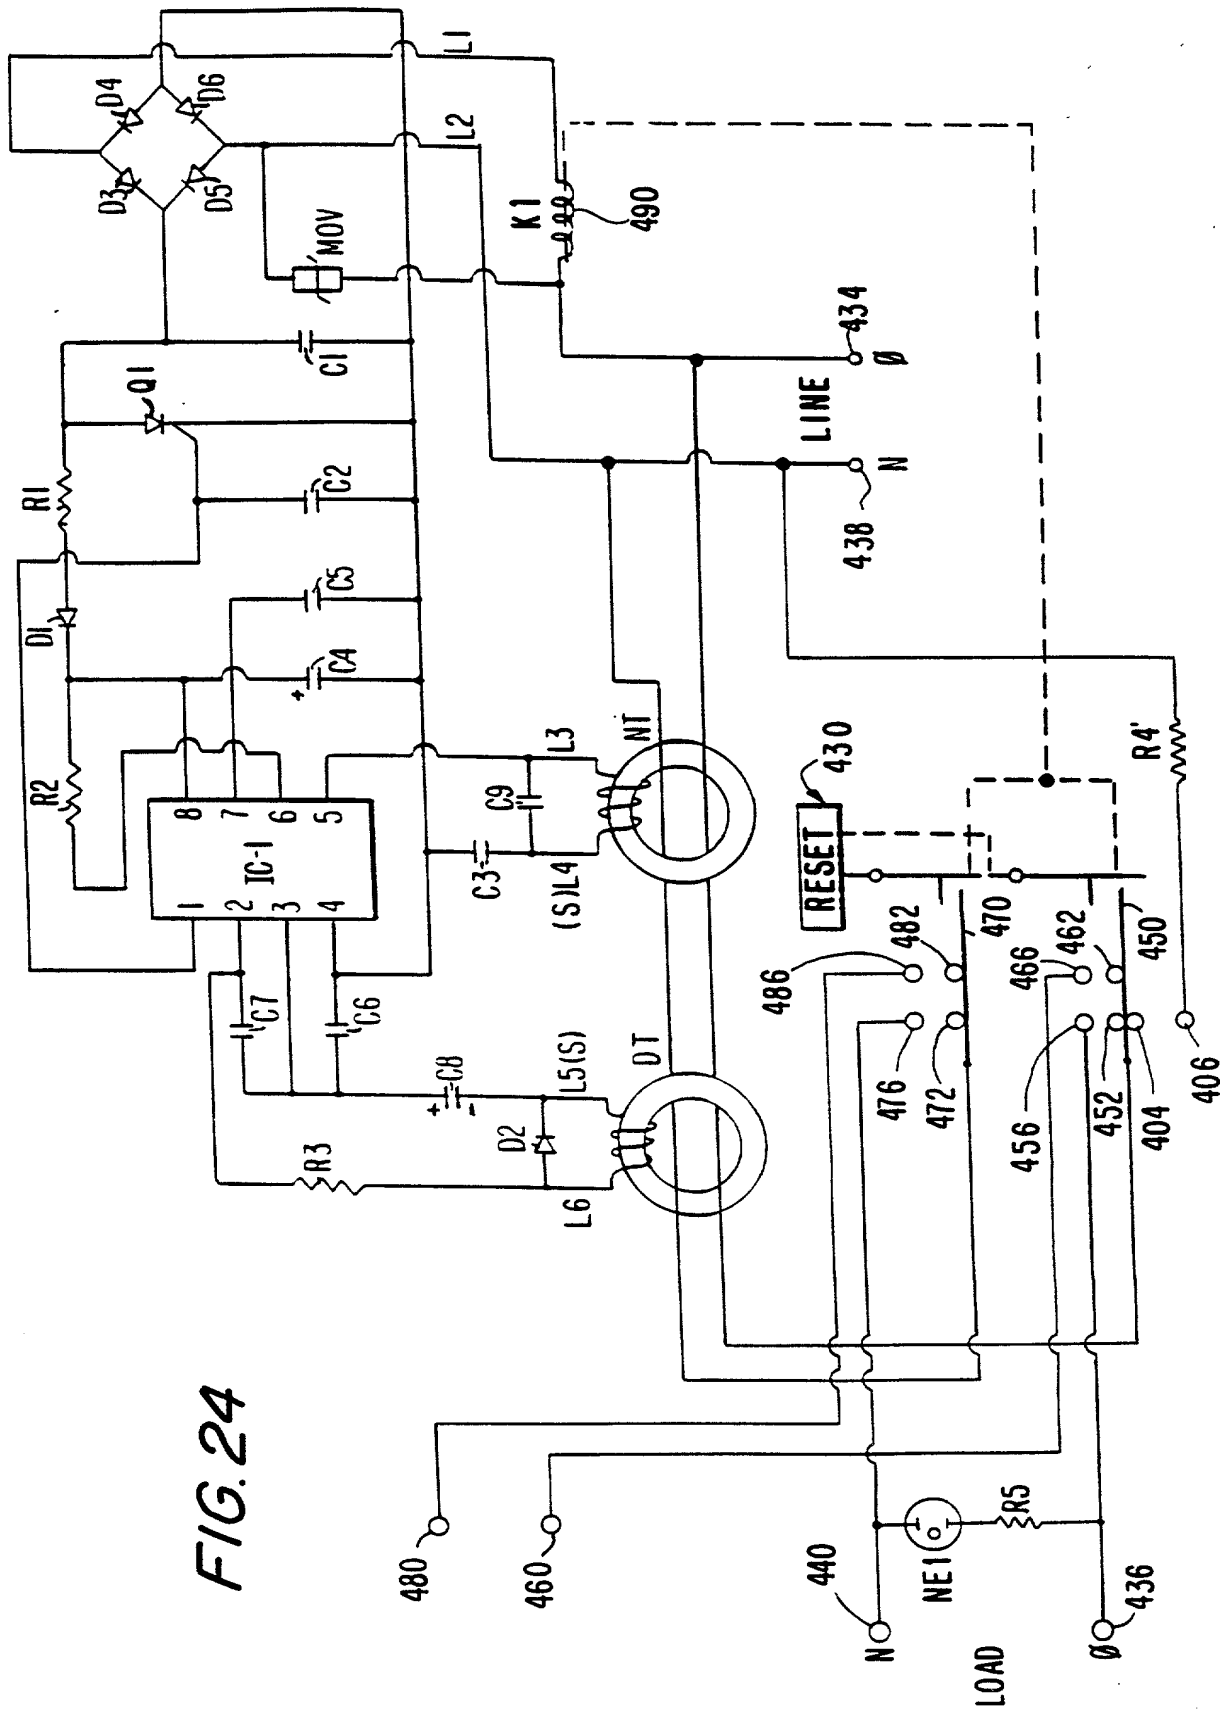 FIG. 24
L1
L2
D4
D6
D3
D5
MOV
K1
490
C1
Q1
434
Ø
LINE
N
438
R1
C2
C5
D1
C4
R2
IC-1
8
7
6
5
1
2
3
4
L3
NT
C9
C3
(S)L4
R4'
430
RESET
C7
C6
C8
L5(S)
DT
R3
D2
L6
486
482
470
466
462
450
476
472
456
452
404
406
480
460
440
N
NE1
R5
LOAD
Ø
436